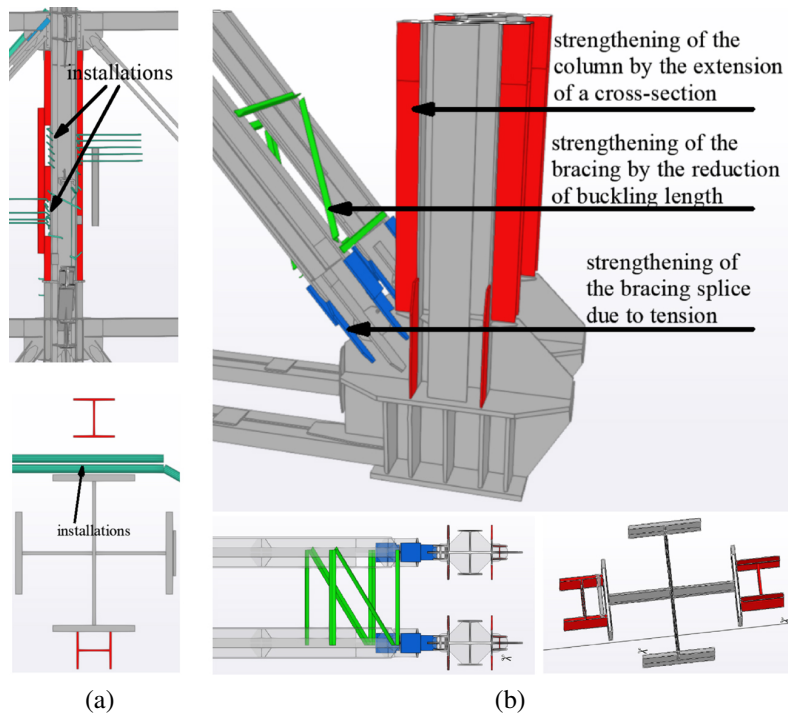 installations
strengthening of the
column by the extension
of a cross-section
strengthening of the
bracing by the reduction
of buckling length
strengthening of
the bracing splice
due to tension
installations
(a)
(b)